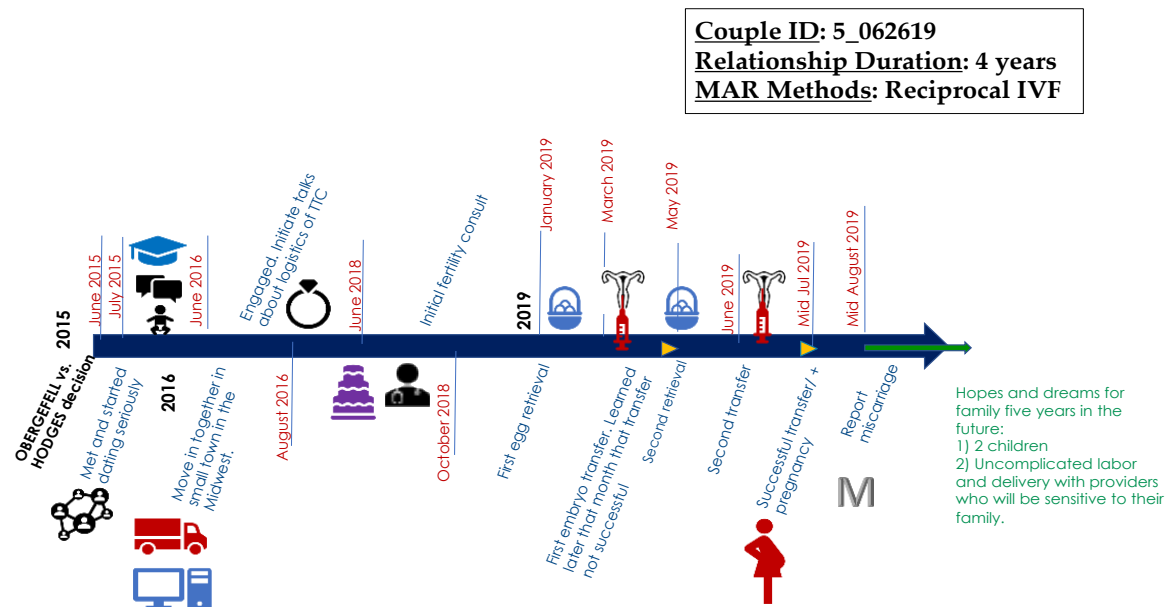 Couple ID: 5_062619
Relationship Duration: 4 years
MAR Methods: Reciprocal IVF
2015
OBERGEFELL vs.
HODGES decision
June 2015
July 2015
Met and started
dating seriously
2016
June 2016
Move in together in
small town in the
Midwest.
Engaged. Initiate talks
about logistics of TTC
August 2016
June 2018
Initial fertility consult
October 2018
2019
January 2019
First egg retrieval
March 2019
First embryo transfer. Learned
later that month that transfer
not successful
May 2019
Second retrieval
June 2019
Second transfer
Mid Jul 2019
Successful transfer/ +
pregnancy
Mid August 2019
Report
miscarriage
M
Hopes and dreams for
family five years in the
future:
1) 2 children
2) Uncomplicated labor
and delivery with providers
who will be sensitive to their
family.